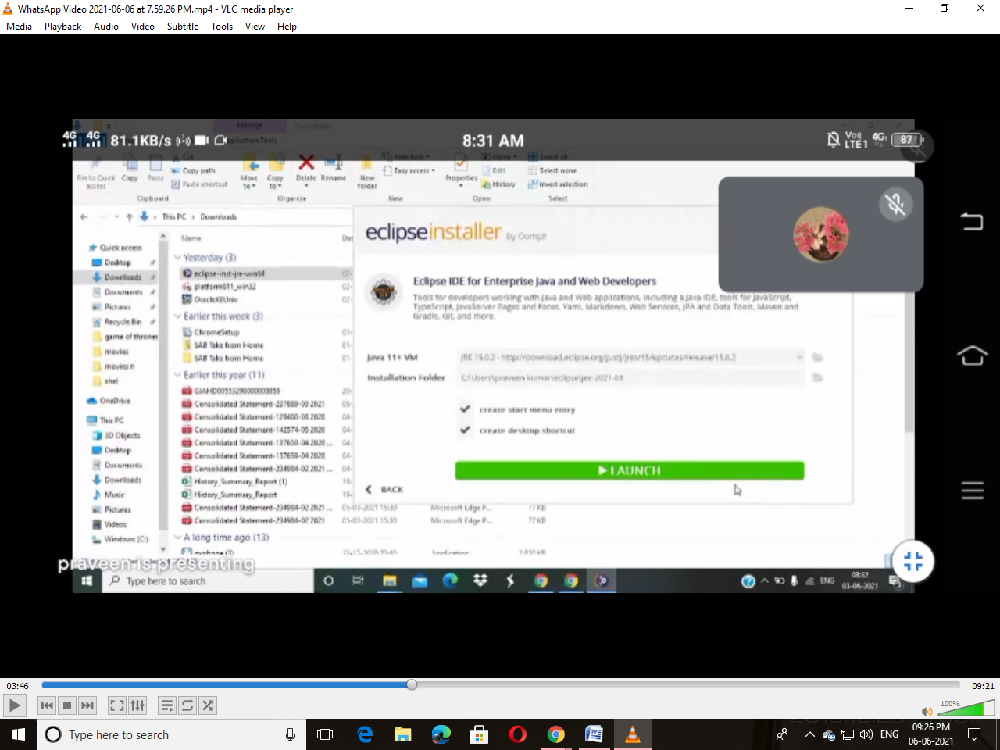 WhatsApp Video 2021-06-06 at 7.59.26 PM.mp4 - VLC media player
Media Playback Audio Video Subtitle Tools View Help
Manage
Downloads
4G 4G 81.1KB/s 8:31 AM LTE1 4G 87
Application Tools
Cut
Copy path
Paste shortcut
Pin to Quick access
Copy
Paste
Move to
Copy to
Delete
Rename
New folder
New item
Easy access
Properties
Open
Edit
History
Select all
Select none
Invert selection
Clipboard Organize New Open Select
This PC > Downloads
Name
Quick access
Desktop
Downloads
Documents
Pictures
Recycle Bin
game of thrones
movies
movies n
shel
OneDrive
This PC
3D Objects
Desktop
Documents
Downloads
Music
Pictures
Videos
Windows (C:)
Yesterday (3)
eclipse-inst-jre-win64
platform811_win32
OracleXEUniv
Earlier this week (3)
ChromeSetup
SAB Take from Home
SAB Take from Home
Earlier this year (11)
Consolidated Statement-237889-03 2021
Consolidated Statement-129460-03 2020
Consolidated Statement-142574-05 2020
Consolidated Statement-137659-04 2020 ...
Consolidated Statement-137659-04 2020
Consolidated Statement-234984-02 2021 ...
History_Summary_Report (1)
History_Summary_Report
Consolidated Statement-234984-02 2021 ... 05-03-2021 15:30 Microsoft Edge P... 77 KB
Consolidated Statement-234984-02 2021 05-03-2021 15:30 Microsoft Edge P... 77 KB
A long time ago (13)
Application
eclipseinstaller by Oomph
Eclipse IDE for Enterprise Java and Web Developers
Tools for developers working with Java and Web applications, including a Java IDE, tools for JavaScript,
TypeScript, JavaServer Pages and Faces, Yaml, Markdown, Web Services, JPA and Data Tools, Maven and
Gradle, Git, and more.
Java 11+ VM JRE 15.0.2 - http://download.eclipse.org/justj/jres/15/updates/release/15.0.2
Installation Folder C:\Users\praveen kumar\eclipse\jee-2021-03
create start menu entry
create desktop shortcut
LAUNCH
BACK
praveen is presenting
Type here to search
ENG
08:32
03-06-2021
03:46
09:21
100%
Type here to search
ENG
09:26 PM
06-06-2021